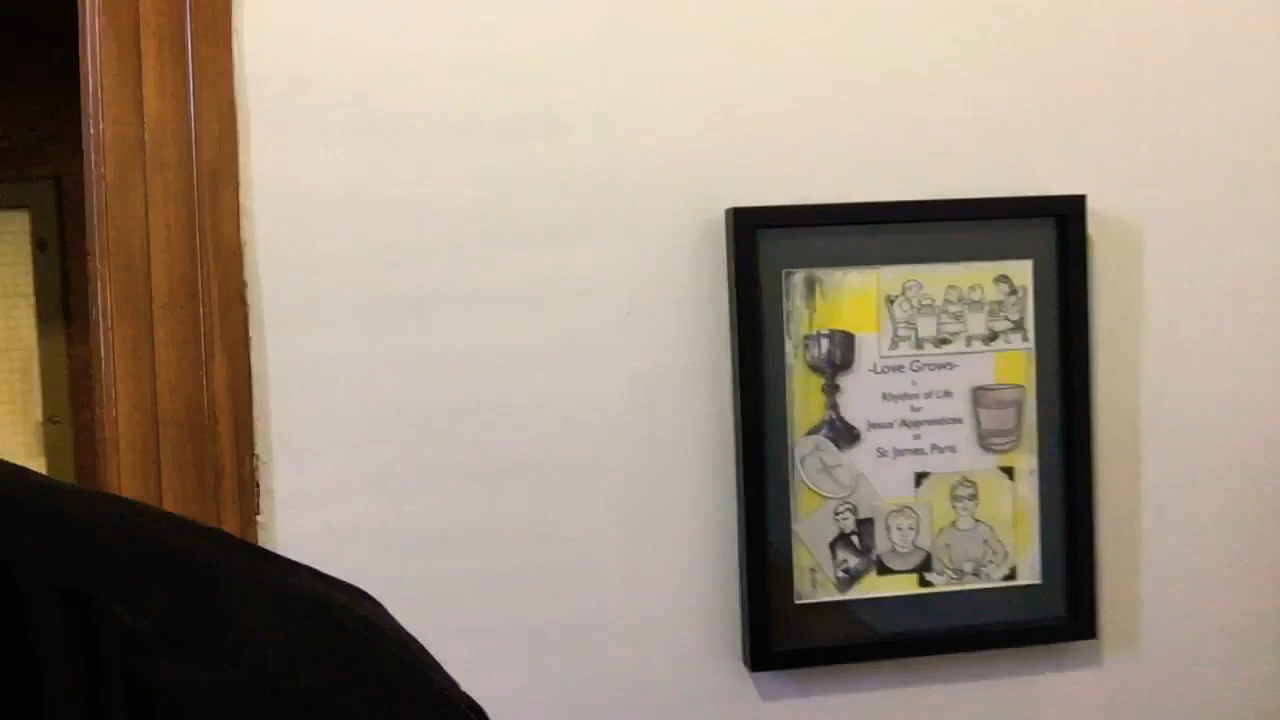 -Love Grows-
a
Rhythm of Life
for
Jesus' Apprentices
at
St. James, Paris